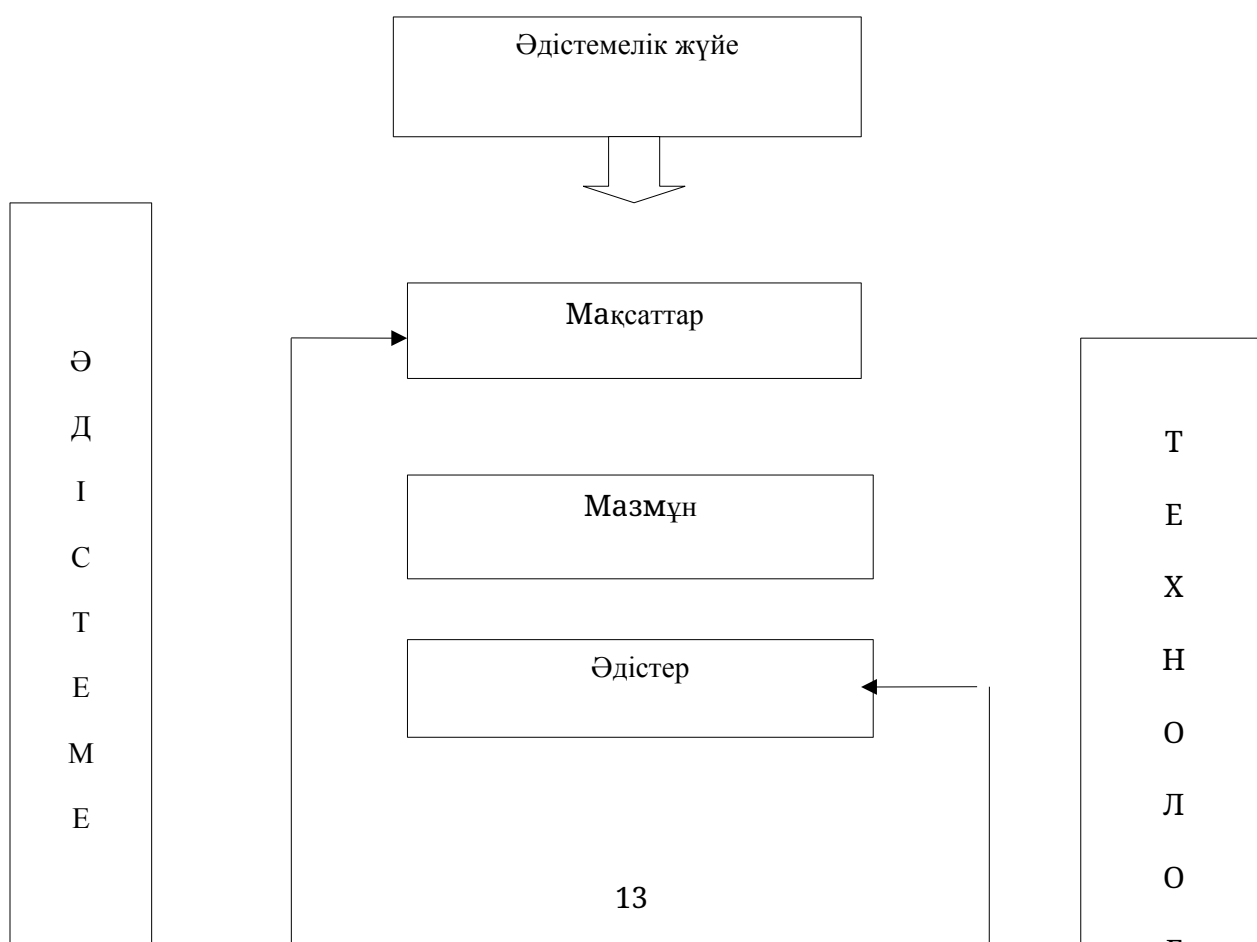 Әдістемелік жүйе
Мақсаттар
Мазмұн
Әдістер
Ә
Д
І
С
Т
Е
М
Е
Т
Е
Х
Н
О
Л
О
13